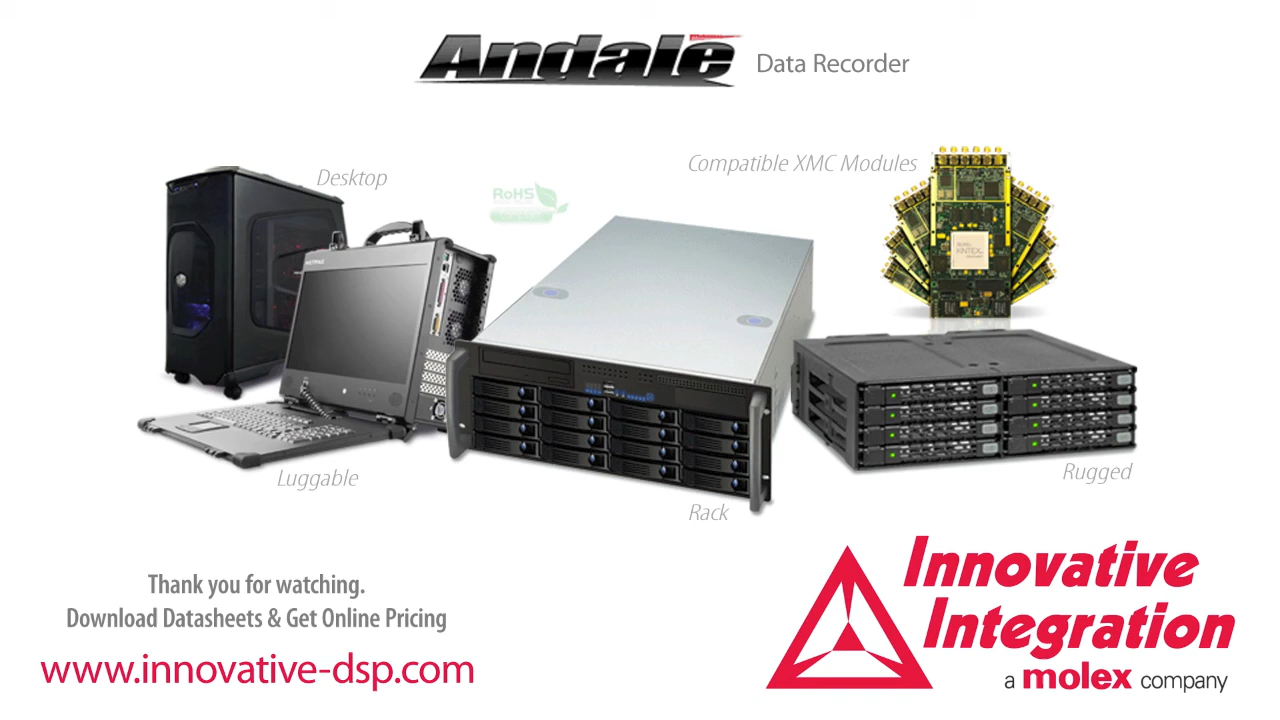 Andale Data Recorder
Compatible XMC Modules
Desktop
RoHS
KINTEX
Luggable
Rugged
Rack
Innovative
Integration
a molex company
Thank you for watching.
Download Datasheets & Get Online Pricing
www.innovative-dsp.com